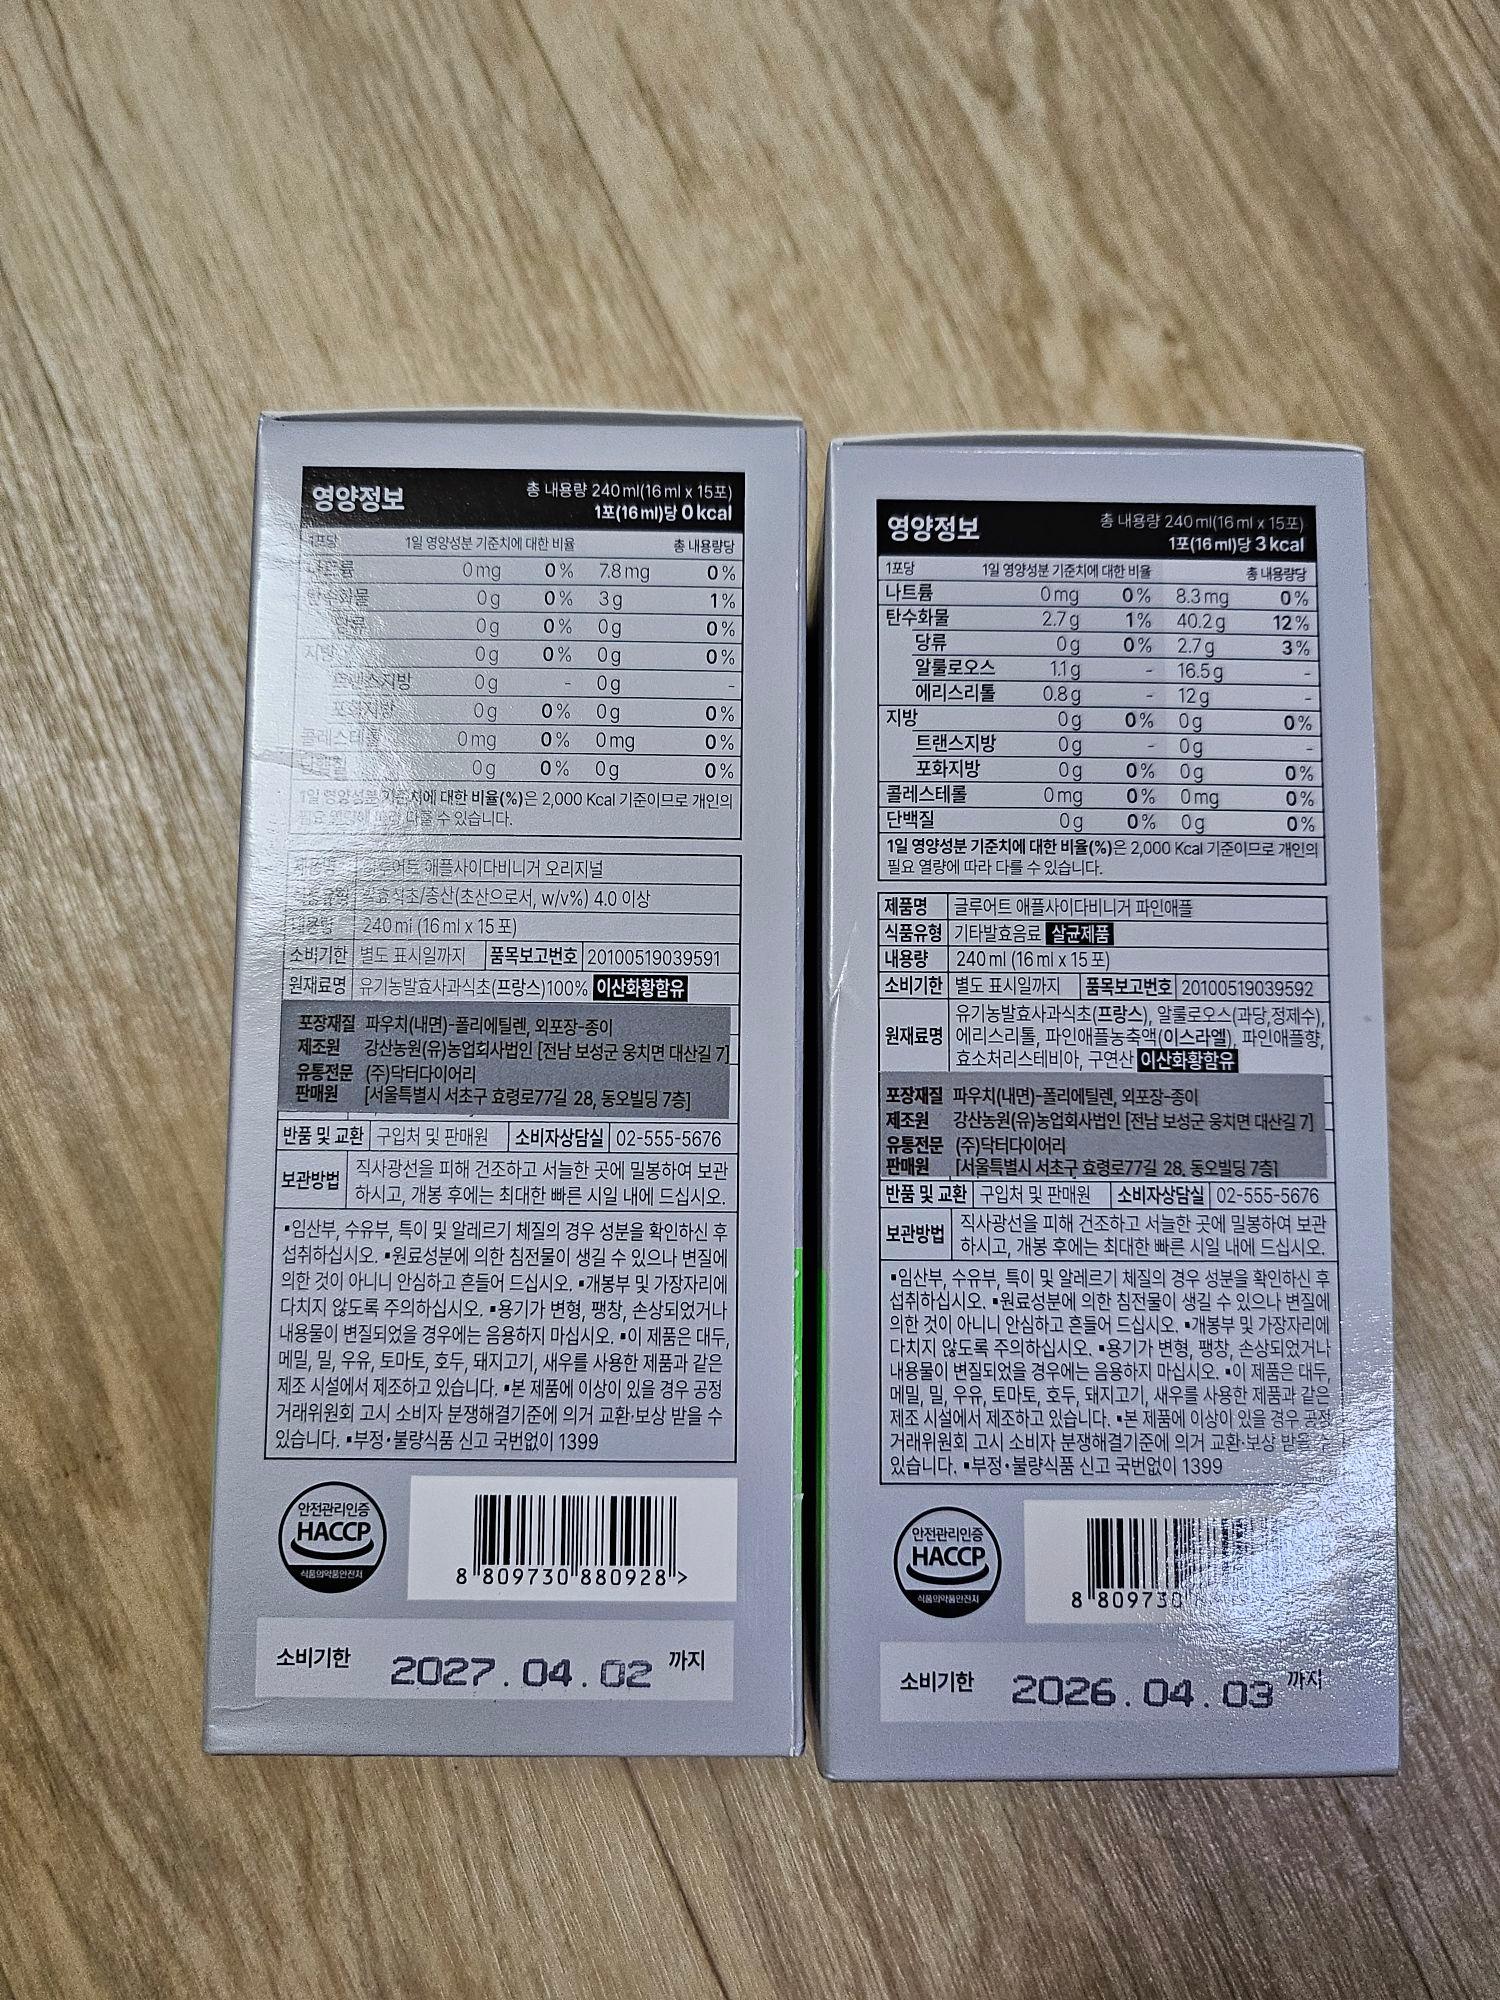 영양정보
총 내용량 240 ml(16 ml x 15포)
1포(16 ml)당 0 kcal
1포당 1일 영양성분 기준치에 대한 비율 총 내용량당
나트륨 0 mg 0 % 7.8 mg 0 %
탄수화물 0 g 0 % 3 g 1 %
당류 0 g 0 % 0 g 0 %
지방 0 g 0 % 0 g 0 %
트랜스지방 0 g - 0 g -
포화지방 0 g 0 % 0 g 0 %
콜레스테롤 0 mg 0 % 0 mg 0 %
단백질 0 g 0 % 0 g 0 %
1일 영양성분 기준치에 대한 비율(%)은 2,000 Kcal 기준이므로 개인의
필요 열량에 따라 다를 수 있습니다.
제품명 글루어트 애플사이다비니거 오리지널
식품유형 발효식초/총산(초산으로서, w/v%) 4.0 이상
내용량 240 ml (16 ml x 15 포)
소비기한 별도 표시일까지 품목보고번호 20100519039591
원재료명 유기농발효사과식초(프랑스)100% 이산화황함유
포장재질 파우치(내면)-폴리에틸렌, 외포장-종이
제조원 강산농원(유)농업회사법인 [전남 보성군 웅치면 대산길 7]
유통전문 (주)닥터다이어리
판매원 [서울특별시 서초구 효령로77길 28, 동오빌딩 7층]
반품 및 교환 구입처 및 판매원 소비자상담실 02-555-5676
보관방법 직사광선을 피해 건조하고 서늘한 곳에 밀봉하여 보관
하시고, 개봉 후에는 최대한 빠른 시일 내에 드십시오.
▪임산부, 수유부, 특이 및 알레르기 체질의 경우 성분을 확인하신 후
섭취하십시오. ▪원료성분에 의한 침전물이 생길 수 있으나 변질에
의한 것이 아니니 안심하고 흔들어 드십시오. ▪개봉부 및 가장자리에
다치지 않도록 주의하십시오. ▪용기가 변형, 팽창, 손상되었거나
내용물이 변질되었을 경우에는 음용하지 마십시오. ▪이 제품은 대두,
메밀, 밀, 우유, 토마토, 호두, 돼지고기, 새우를 사용한 제품과 같은
제조 시설에서 제조하고 있습니다. ▪본 제품에 이상이 있을 경우 공정
거래위원회 고시 소비자 분쟁해결기준에 의거 교환·보상 받을 수
있습니다. ▪부정·불량식품 신고 국번없이 1399
안전관리인증
HACCP
식품의약품안전처
8 809730 880928 >
소비기한 2027.04.02 까지
영양정보
총 내용량 240 ml(16 ml x 15포)
1포(16 ml)당 3 kcal
1포당 1일 영양성분 기준치에 대한 비율 총 내용량당
나트륨 0 mg 0 % 8.3 mg 0 %
탄수화물 2.7 g 1 % 40.2 g 12 %
당류 0 g 0 % 2.7 g 3 %
알룰로오스 1.1 g - 16.5 g -
에리스리톨 0.8 g - 12 g -
지방 0 g 0 % 0 g 0 %
트랜스지방 0 g - 0 g -
포화지방 0 g 0 % 0 g 0 %
콜레스테롤 0 mg 0 % 0 mg 0 %
단백질 0 g 0 % 0 g 0 %
1일 영양성분 기준치에 대한 비율(%)은 2,000 Kcal 기준이므로 개인의
필요 열량에 따라 다를 수 있습니다.
제품명 글루어트 애플사이다비니거 파인애플
식품유형 기타발효음료 살균제품
내용량 240 ml (16 ml x 15 포)
소비기한 별도 표시일까지 품목보고번호 20100519039592
원재료명 유기농발효사과식초(프랑스), 알룰로오스(과당,정제수),
에리스리톨, 파인애플농축액(이스라엘), 파인애플향,
효소처리스테비아, 구연산 이산화황함유
포장재질 파우치(내면)-폴리에틸렌, 외포장-종이
제조원 강산농원(유)농업회사법인 [전남 보성군 웅치면 대산길 7]
유통전문 (주)닥터다이어리
판매원 [서울특별시 서초구 효령로77길 28, 동오빌딩 7층]
반품 및 교환 구입처 및 판매원 소비자상담실 02-555-5676
보관방법 직사광선을 피해 건조하고 서늘한 곳에 밀봉하여 보관
하시고, 개봉 후에는 최대한 빠른 시일 내에 드십시오.
▪임산부, 수유부, 특이 및 알레르기 체질의 경우 성분을 확인하신 후
섭취하십시오. ▪원료성분에 의한 침전물이 생길 수 있으나 변질에
의한 것이 아니니 안심하고 흔들어 드십시오. ▪개봉부 및 가장자리에
다치지 않도록 주의하십시오. ▪용기가 변형, 팽창, 손상되었거나
내용물이 변질되었을 경우에는 음용하지 마십시오. ▪이 제품은 대두,
메밀, 밀, 우유, 토마토, 호두, 돼지고기, 새우를 사용한 제품과 같은
제조 시설에서 제조하고 있습니다. ▪본 제품에 이상이 있을 경우 공정
거래위원회 고시 소비자 분쟁해결기준에 의거 교환·보상 받을 수
있습니다. ▪부정·불량식품 신고 국번없이 1399
안전관리인증
HACCP
식품의약품안전처
8 809730
소비기한 2026.04.03 까지